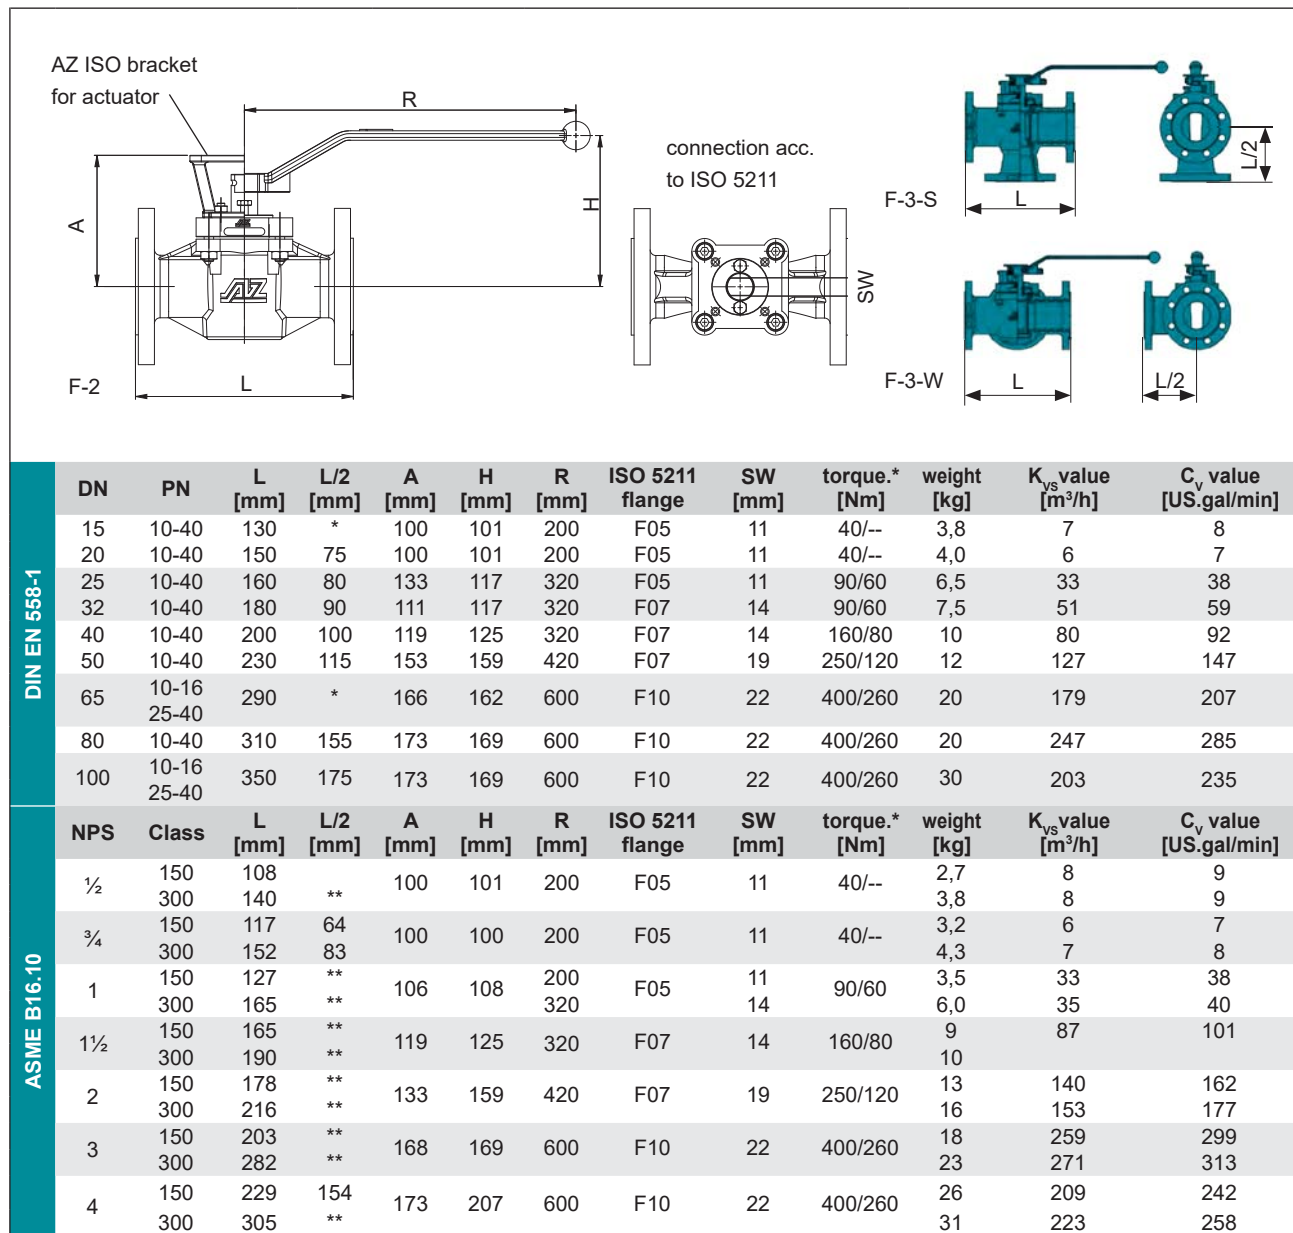 AZ ISO bracket
for actuator
R
A
H
F-2
L
connection acc.
to ISO 5211
SW
AZ
F-3-S
L
L/2
F-3-W
L
L/2
DIN EN 558-1
DN PN L [mm] L/2 [mm] A [mm] H [mm] R [mm] ISO 5211 flange SW [mm] torque.* [Nm] weight [kg] KVS value [m³/h] CV value [US.gal/min]
15 10-40 130 * 100 101 200 F05 11 40/-- 3,8 7 8
20 10-40 150 75 100 101 200 F05 11 40/-- 4,0 6 7
25 10-40 160 80 133 117 320 F05 11 90/60 6,5 33 38
32 10-40 180 90 111 117 320 F07 14 90/60 7,5 51 59
40 10-40 200 100 119 125 320 F07 14 160/80 10 80 92
50 10-40 230 115 153 159 420 F07 19 250/120 12 127 147
65 10-16 25-40 290 * 166 162 600 F10 22 400/260 20 179 207
80 10-40 310 155 173 169 600 F10 22 400/260 20 247 285
100 10-16 25-40 350 175 173 169 600 F10 22 400/260 30 203 235
ASME B16.10
NPS Class L [mm] L/2 [mm] A [mm] H [mm] R [mm] ISO 5211 flange SW [mm] torque.* [Nm] weight [kg] KVS value [m³/h] CV value [US.gal/min]
½ 150 108 100 101 200 F05 11 40/-- 2,7 8 9
300 140 ** 3,8 8 9
¾ 150 117 64 100 100 200 F05 11 40/-- 3,2 6 7
300 152 83 4,3 7 8
1 150 127 ** 106 108 200 F05 11 90/60 3,5 33 38
300 165 ** 320 14 6,0 35 40
1½ 150 165 ** 119 125 320 F07 14 160/80 9 87 101
300 190 ** 10
2 150 178 ** 133 159 420 F07 19 250/120 13 140 162
300 216 ** 16 153 177
3 150 203 ** 168 169 600 F10 22 400/260 18 259 299
300 282 ** 23 271 313
4 150 229 154 173 207 600 F10 22 400/260 26 209 242
300 305 ** 31 223 258